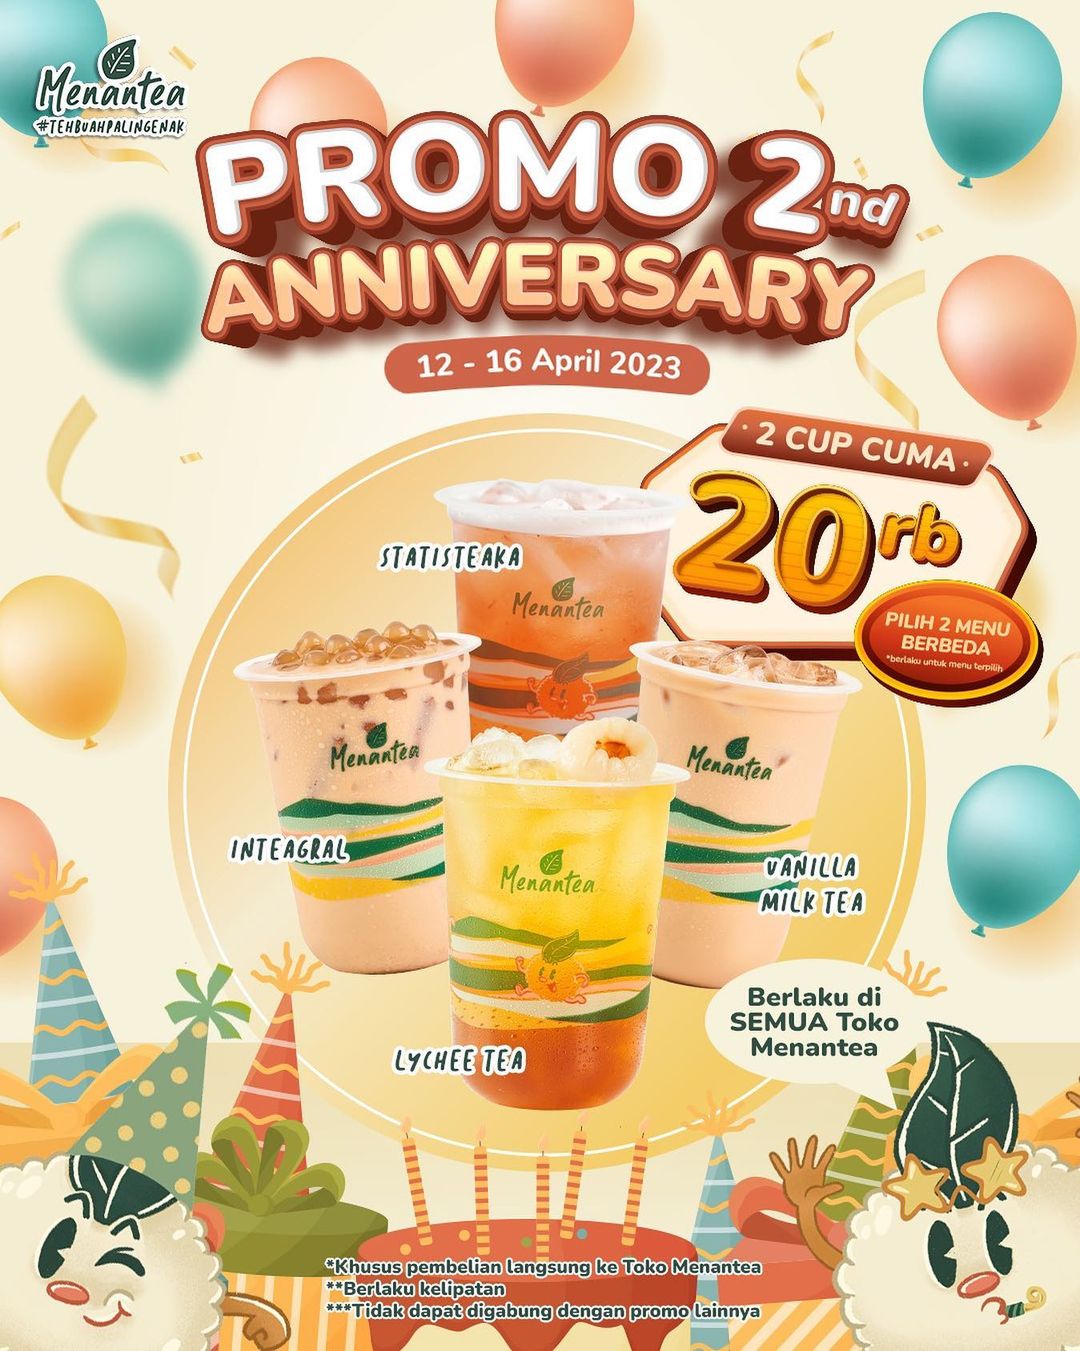 Menantea
#TEHBUAHPALINGENAK
PROMO 2nd
ANNIVERSARY
12 - 16 April 2023
· 2 CUP CUMA ·
20rb
PILIH 2 MENU
BERBEDA
*berlaku untuk menu terpilih
STATISTEAKA
Menantea
INTEAGRAL
Menantea
VANILLA
MILK TEA
Menantea
LYCHEE TEA
Menantea
Berlaku di
SEMUA Toko
Menantea
*Khusus pembelian langsung ke Toko Menantea
**Berlaku kelipatan
***Tidak dapat digabung dengan promo lainnya